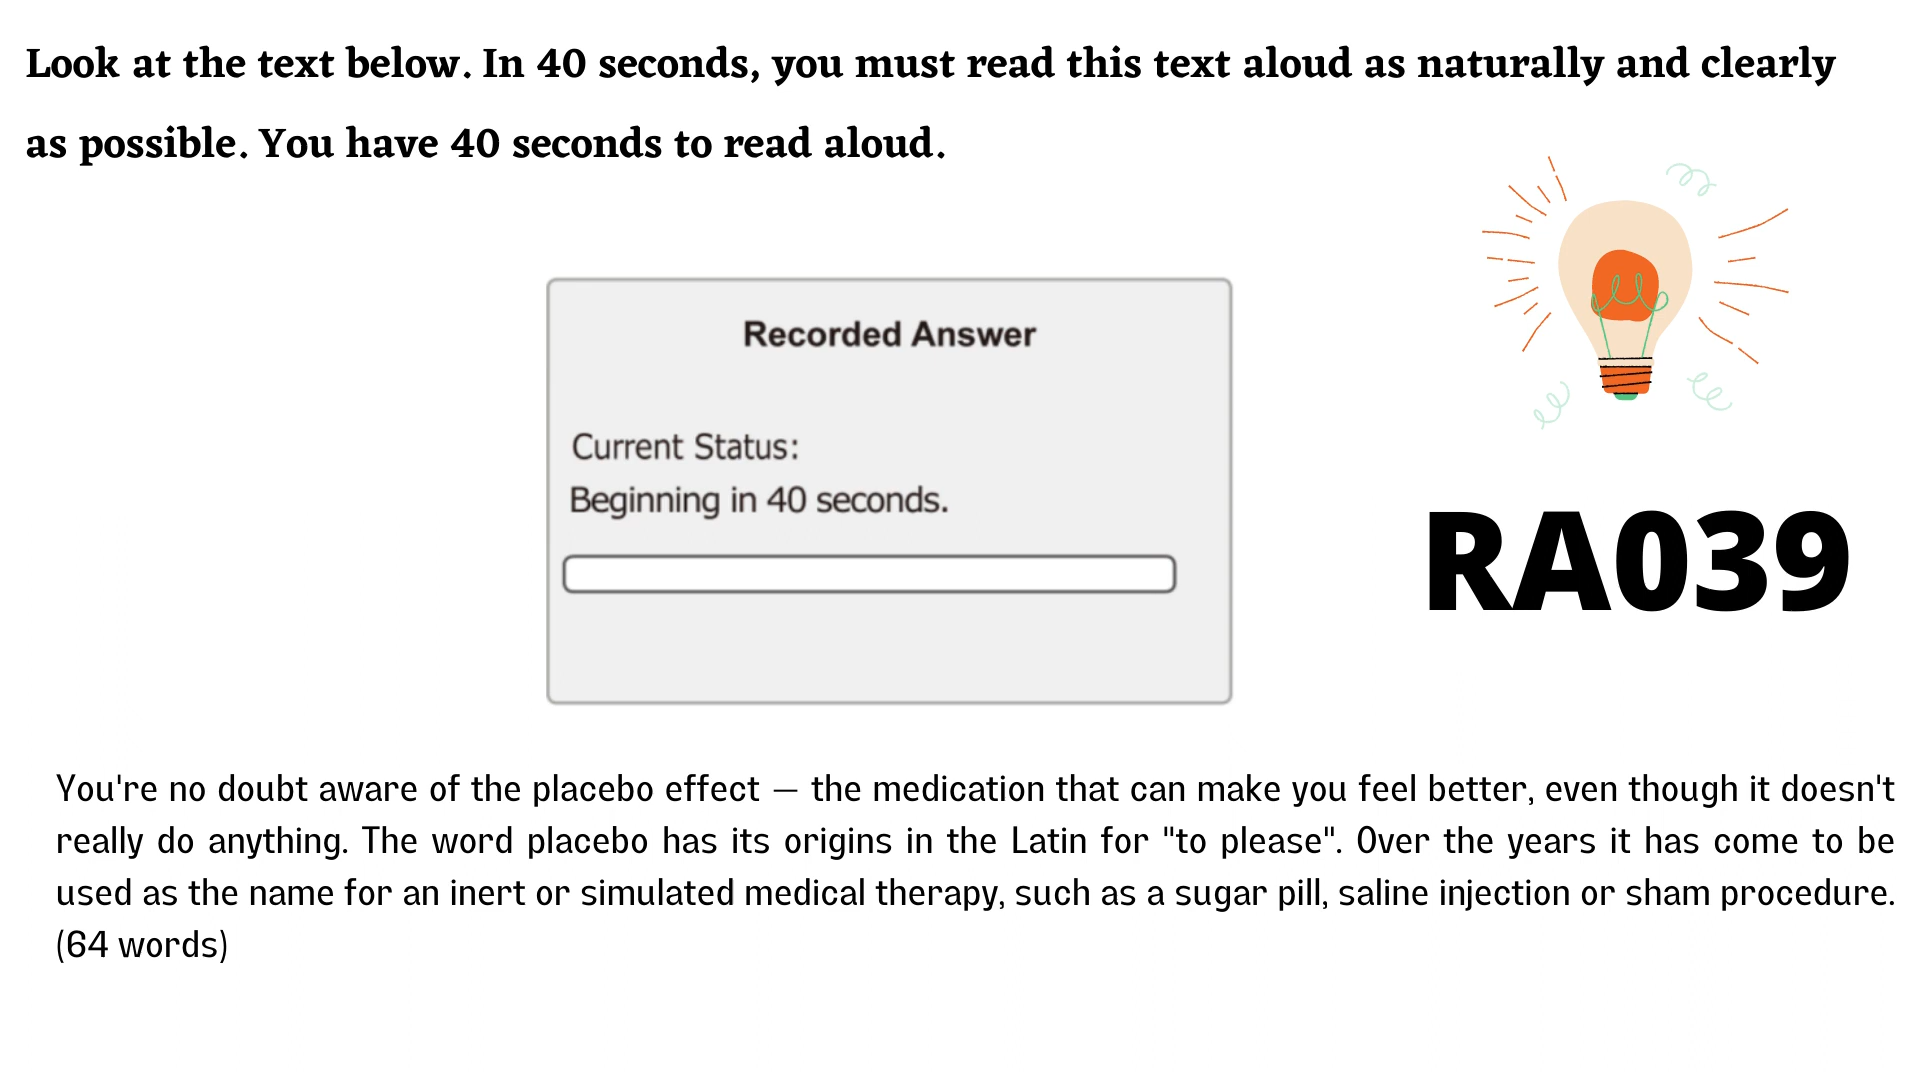 Look at the text below. In 40 seconds, you must read this text aloud as naturally and clearly
as possible. You have 40 seconds to read aloud.
Recorded Answer
Current Status:
Beginning in 40 seconds.
RA039
You're no doubt aware of the placebo effect — the medication that can make you feel better, even though it doesn't
really do anything. The word placebo has its origins in the Latin for "to please". Over the years it has come to be
used as the name for an inert or simulated medical therapy, such as a sugar pill, saline injection or sham procedure.
(64 words)